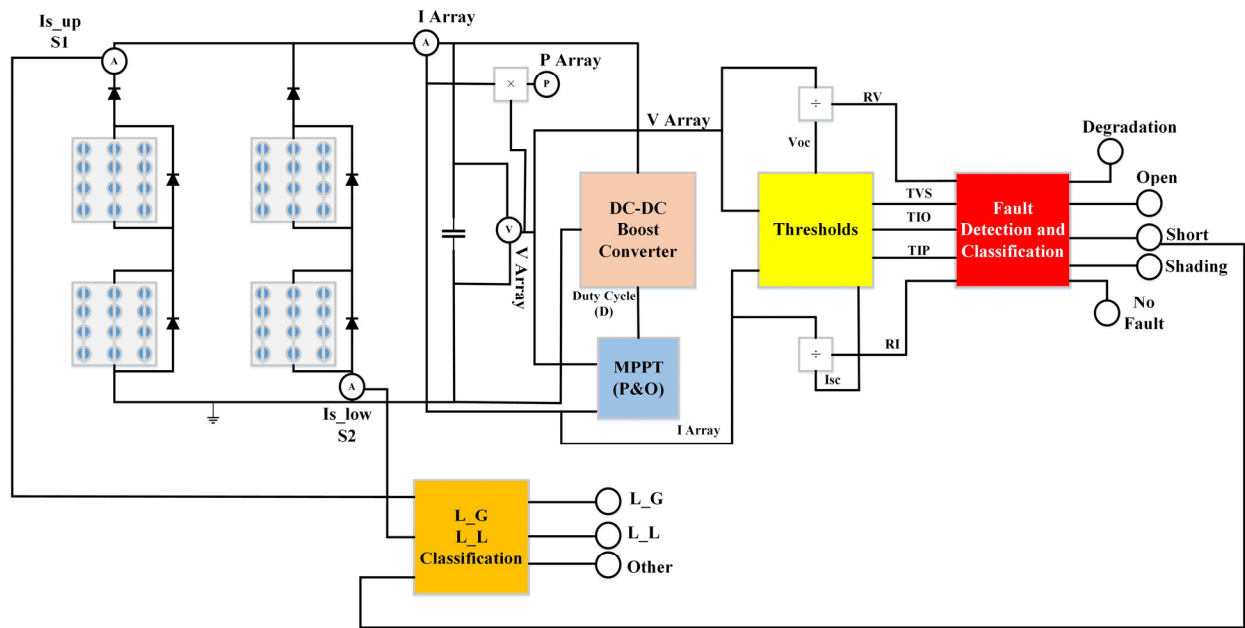 Is_up
S1
I Array
A
A
×
P Array
P
V Array
÷
RV
Voc
Degradation
Open
Short
Shading
No
Fault
DC-DC
Boost
Converter
Thresholds
TVS
TIO
TIP
Fault
Detection and
Classification
V
V Array
Duty Cycle
(D)
MPPT
(P&O)
÷
RI
Isc
I Array
A
Is_low
S2
L_G
L_L
Classification
L_G
L_L
Other